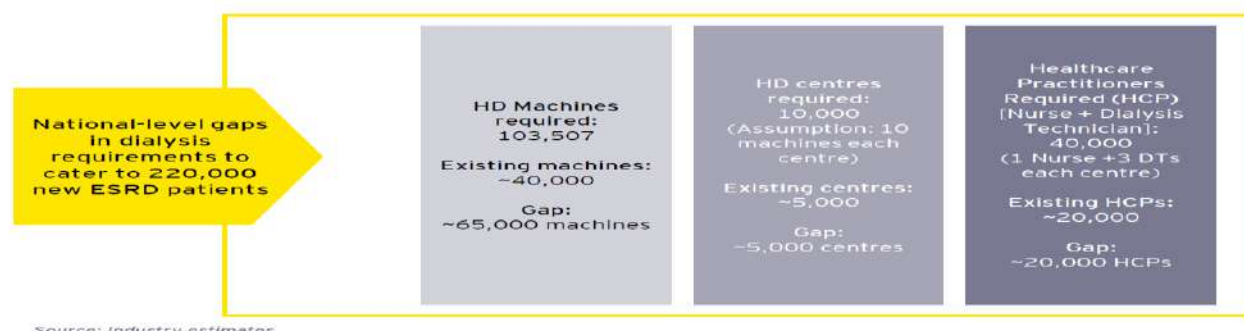 National-level gaps
in dialysis
requirements to
cater to 220,000
new ESRD patients
HD Machines
required:
103,507
Existing machines:
~40,000
Gap:
~65,000 machines
HD centres
required:
10,000
(Assumption: 10
machines each
centre)
Existing centres:
~5,000
Gap:
~5,000 centres
Healthcare
Practitioners
Required (HCP)
[Nurse + Dialysis
Technician]:
40,000
(1 Nurse +3 DTs
each centre)
Existing HCPs:
~20,000
Gap:
~20,000 HCPs
Source: Industry estimates